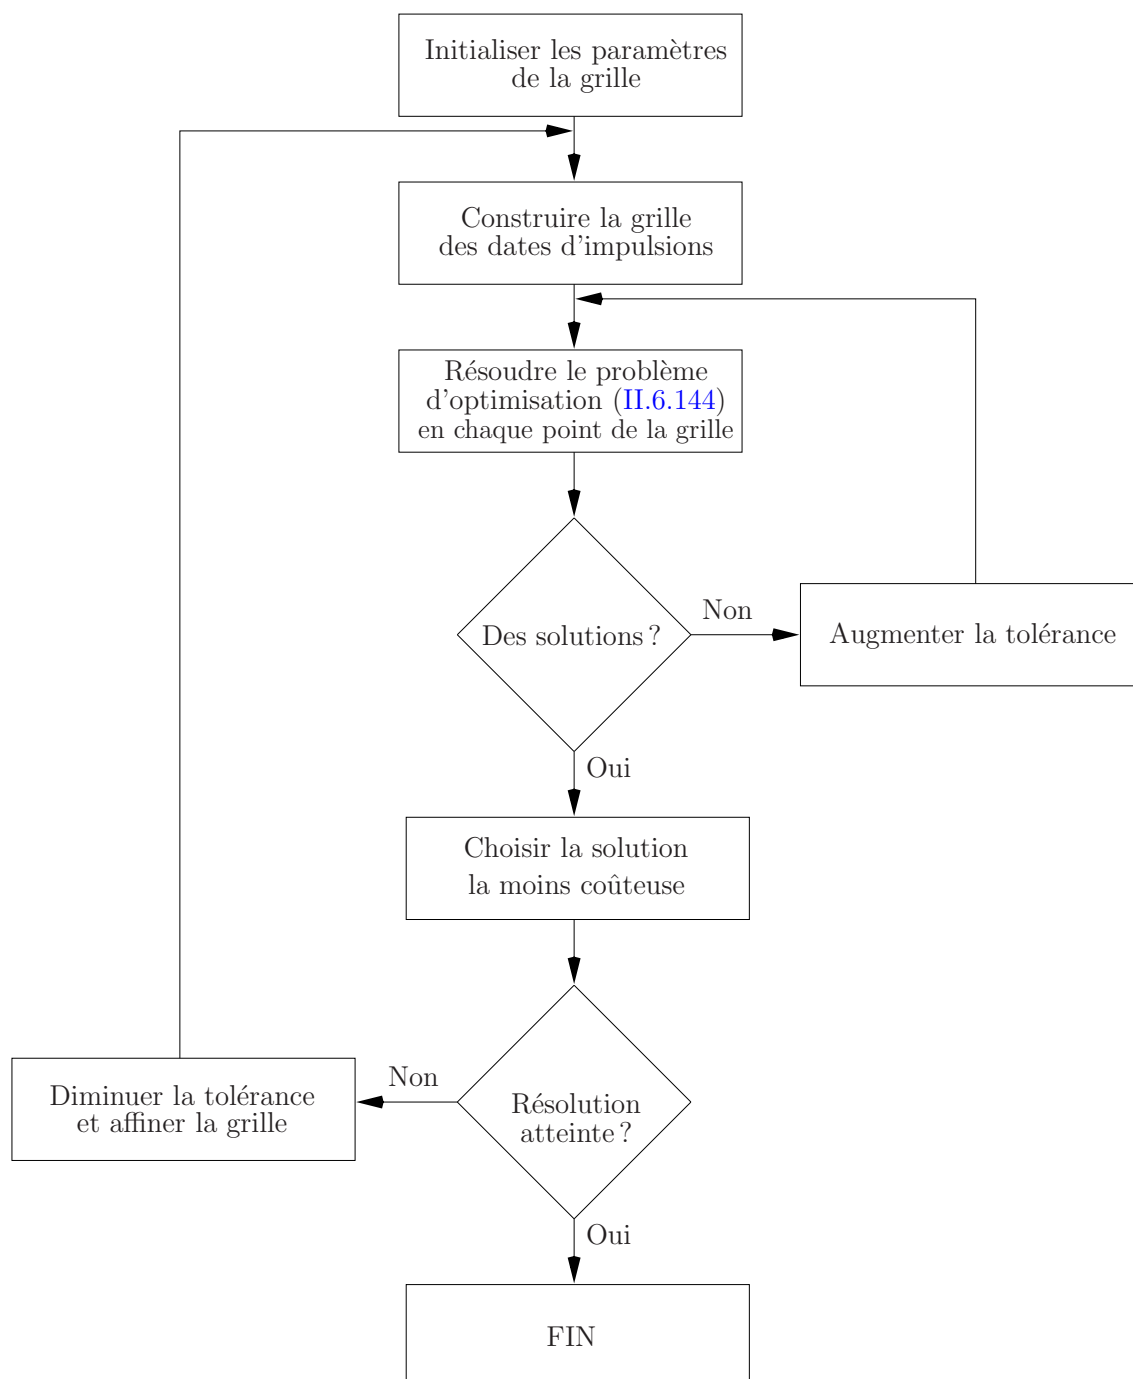 Initialiser les paramètres
de la grille
Construire la grille
des dates d'impulsions
Résoudre le problème
d'optimisation (II.6.144)
en chaque point de la grille
Des solutions ?
Non
Augmenter la tolérance
Oui
Choisir la solution
la moins coûteuse
Résolution
atteinte ?
Non
Diminuer la tolérance
et affiner la grille
Oui
FIN